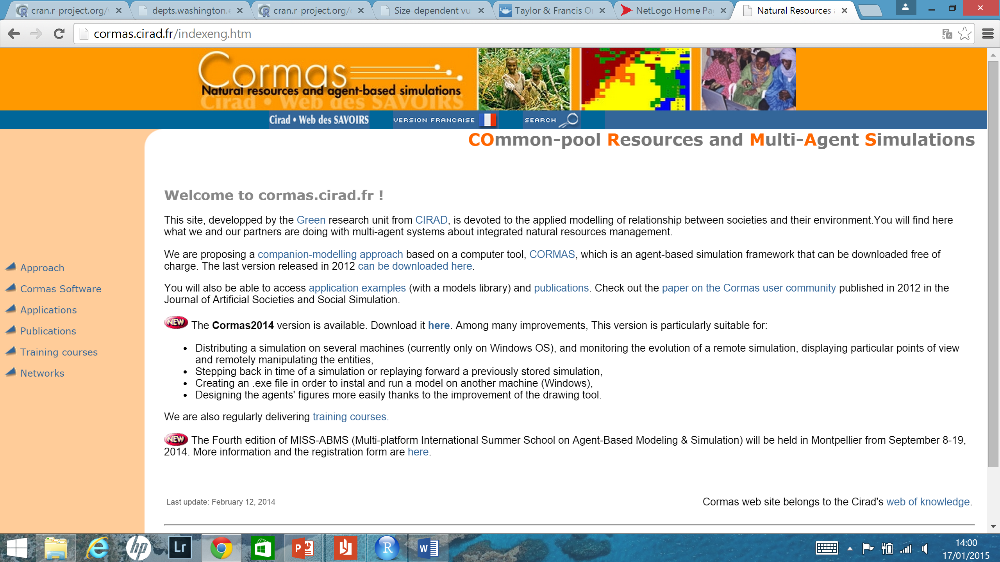 cran.r-project.org/
depts.washington.e
cran.r-project.org/
Size-dependent vu
Taylor & Francis O
NetLogo Home Pa
Natural Resources
cormas.cirad.fr/indexeng.htm
Cormas
Natural resources and agent-based simulations
Cirad • Web des SAVOIRS
Cirad • Web des SAVOIRS VERSION FRANCAISE SEARCH
COmmon-pool Resources and Multi-Agent Simulations
Welcome to cormas.cirad.fr !
This site, developped by the Green research unit from CIRAD, is devoted to the applied modelling of relationship between societies and their environment.You will find here
what we and our partners are doing with multi-agent systems about integrated natural resources management.
We are proposing a companion-modelling approach based on a computer tool, CORMAS, which is an agent-based simulation framework that can be downloaded free of
charge. The last version released in 2012 can be downloaded here.
You will also be able to access application examples (with a models library) and publications. Check out the paper on the Cormas user community published in 2012 in the
Journal of Artificial Societies and Social Simulation.
NEW The Cormas2014 version is available. Download it here. Among many improvements, This version is particularly suitable for:
• Distributing a simulation on several machines (currently only on Windows OS), and monitoring the evolution of a remote simulation, displaying particular points of view
and remotely manipulating the entities,
• Stepping back in time of a simulation or replaying forward a previously stored simulation,
• Creating an .exe file in order to instal and run a model on another machine (Windows),
• Designing the agents' figures more easily thanks to the improvement of the drawing tool.
We are also regularly delivering training courses.
NEW The Fourth edition of MISS-ABMS (Multi-platform International Summer School on Agent-Based Modeling & Simulation) will be held in Montpellier from September 8-19,
2014. More information and the registration form are here.
Approach
Cormas Software
Applications
Publications
Training courses
Networks
Last update: February 12, 2014
Cormas web site belongs to the Cirad's web of knowledge.
hp
Lr
P
R
W
14:00
17/01/2015